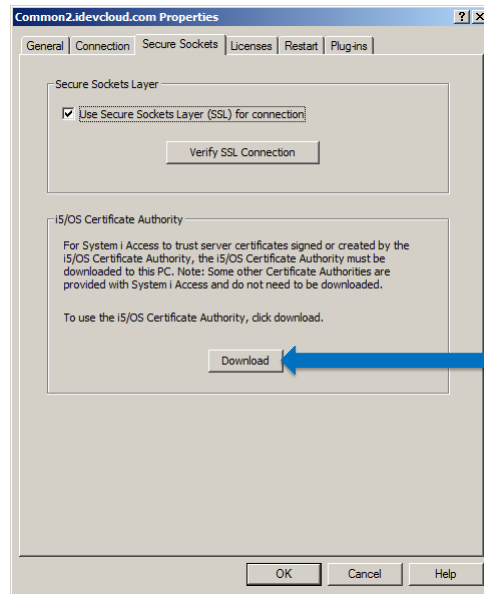 Common2.idevcloud.com Properties
General Connection Secure Sockets Licenses Restart Plug-ins
Secure Sockets Layer
Use Secure Sockets Layer (SSL) for connection
Verify SSL Connection
i5/OS Certificate Authority
For System i Access to trust server certificates signed or created by the
i5/OS Certificate Authority, the i5/OS Certificate Authority must be
downloaded to this PC. Note: Some other Certificate Authorities are
provided with System i Access and do not need to be downloaded.
To use the i5/OS Certificate Authority, click download.
Download
OK Cancel Help